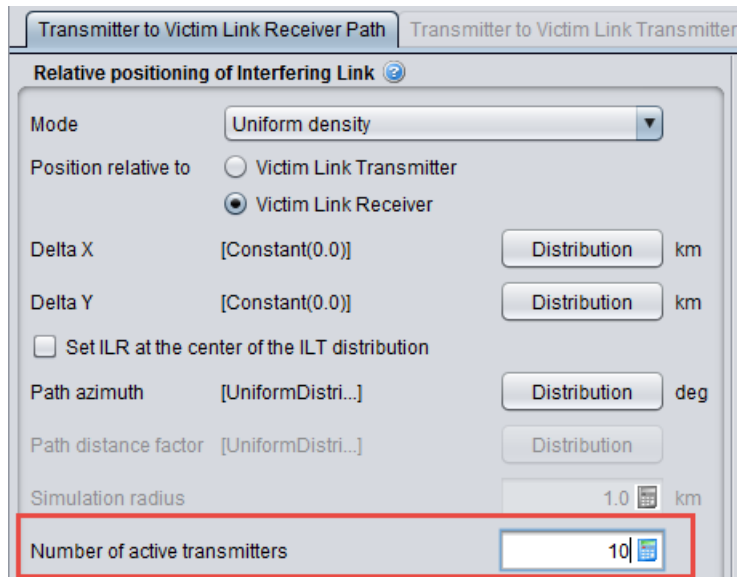 Transmitter to Victim Link Receiver Path Transmitter to Victim Link Transmitter
Relative positioning of Interfering Link
Mode Uniform density
Position relative to Victim Link Transmitter
Victim Link Receiver
Delta X [Constant(0.0)] Distribution km
Delta Y [Constant(0.0)] Distribution km
Set ILR at the center of the ILT distribution
Path azimuth [UniformDistri...] Distribution deg
Path distance factor [UniformDistri...] Distribution
Simulation radius 1.0 km
Number of active transmitters 10